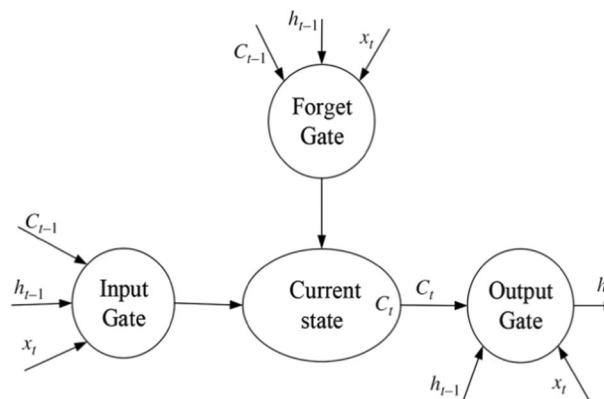 h_{t-1}
x_t
C_{t-1}
Forget
Gate
C_{t-1}
h_{t-1}
x_t
Input
Gate
Current
state
C_t
C_t
Output
Gate
h
h_{t-1}
x_t